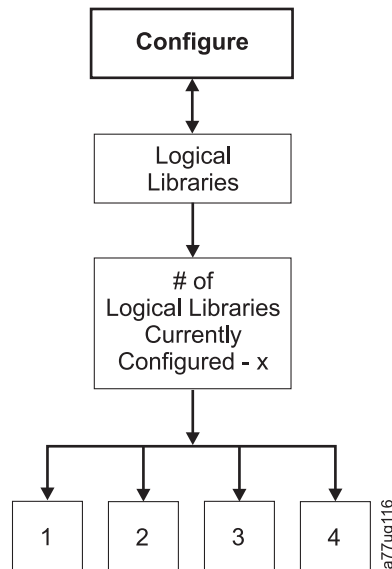 Configure
Logical
Libraries
# of
Logical Libraries
Currently
Configured - x
1
2
3
4
a77ug116